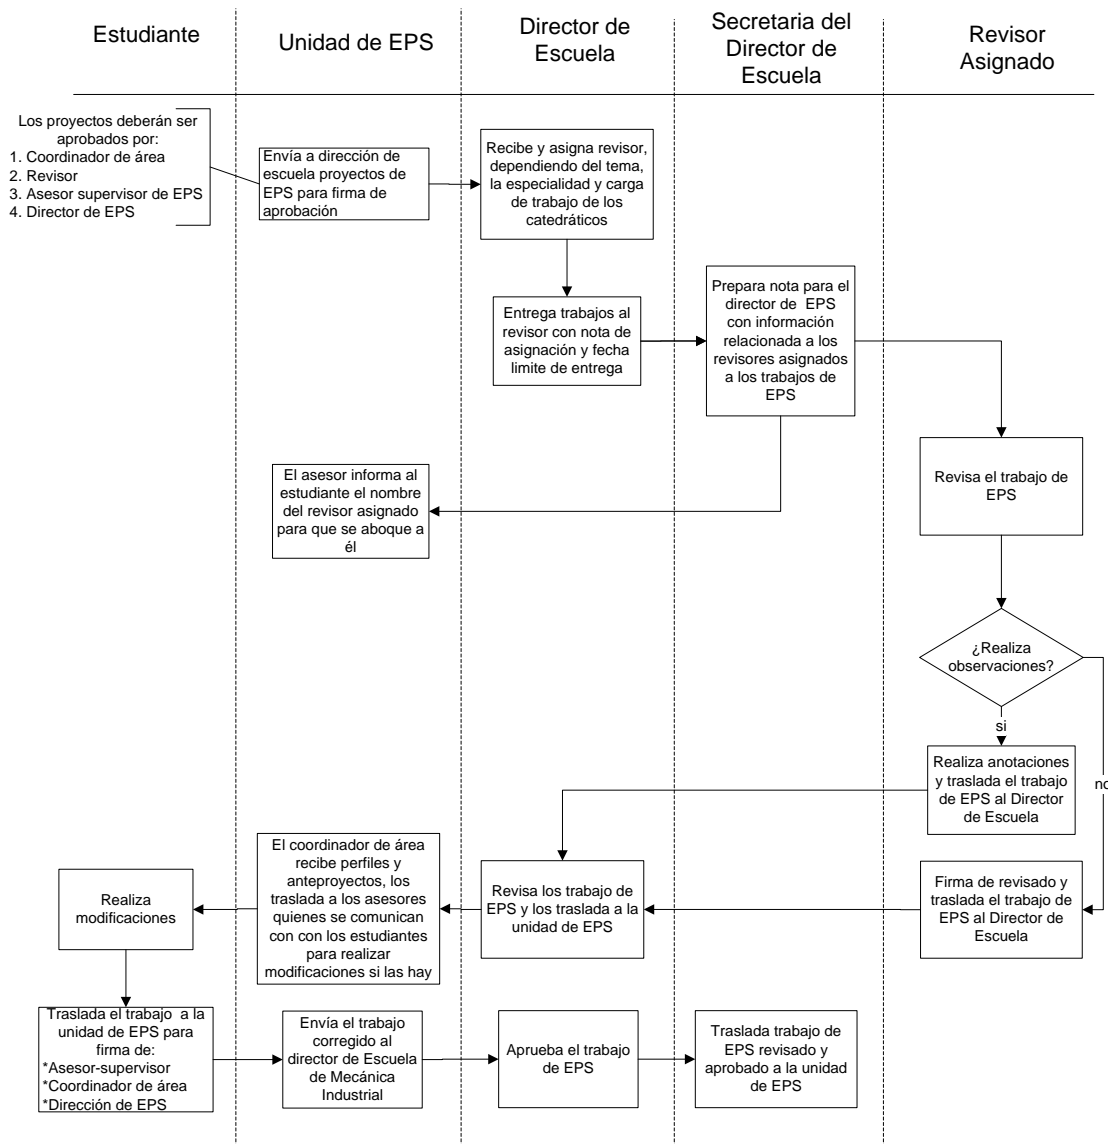 Estudiante
Unidad de EPS
Director de
Escuela
Secretaria del
Director de
Escuela
Revisor
Asignado
Los proyectos deberán ser
aprobados por:
1. Coordinador de área
2. Revisor
3. Asesor supervisor de EPS
4. Director de EPS
Envía a dirección de
escuela proyectos de
EPS para firma de
aprobación
Recibe y asigna revisor,
dependiendo del tema,
la especialidad y carga
de trabajo de los
catedráticos
Entrega trabajos al
revisor con nota de
asignación y fecha
limite de entrega
Prepara nota para el
director de EPS
con información
relacionada a los
revisores asignados
a los trabajos de
EPS
El asesor informa al
estudiante el nombre
del revisor asignado
para que se aboque a
él
Revisa el trabajo de
EPS
¿Realiza
observaciones?
si
no
Realiza anotaciones
y traslada el trabajo
de EPS al Director
de Escuela
Firma de revisado y
traslada el trabajo de
EPS al Director de
Escuela
Revisa los trabajo de
EPS y los traslada a la
unidad de EPS
El coordinador de área
recibe perfiles y
anteproyectos, los
traslada a los asesores
quienes se comunican
con con los estudiantes
para realizar
modificaciones si las hay
Realiza
modificaciones
Traslada el trabajo a la
unidad de EPS para
firma de:
*Asesor-supervisor
*Coordinador de área
*Dirección de EPS
Envía el trabajo
corregido al
director de Escuela
de Mecánica
Industrial
Aprueba el trabajo
de EPS
Traslada trabajo de
EPS revisado y
aprobado a la unidad
de EPS